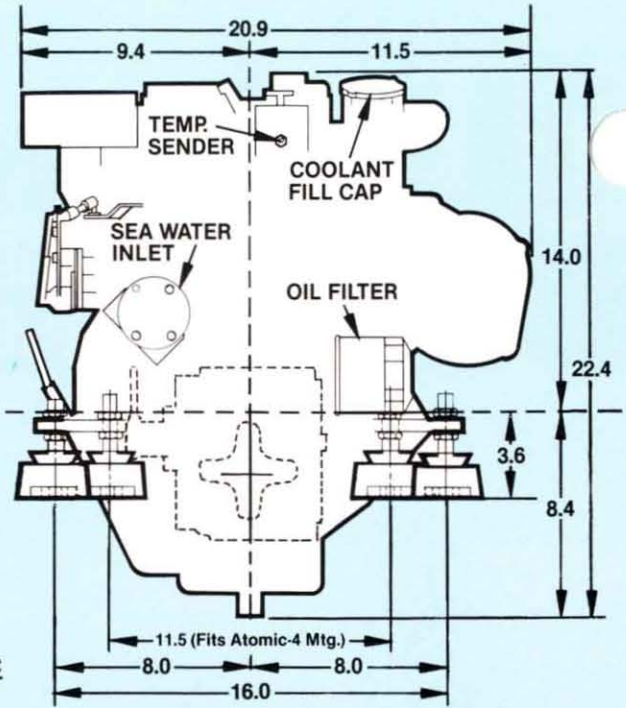 20.9
9.4
11.5
TEMP.
SENDER
COOLANT
FILL CAP
SEA WATER
INLET
14.0
OIL FILTER
22.4
3.6
8.4
11.5 (Fits Atomic-4 Mtg.)
8.0
8.0
16.0